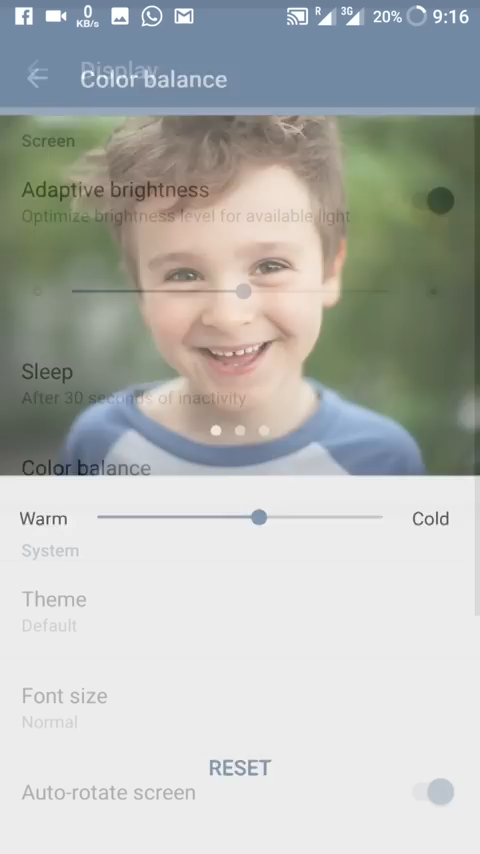 0
KB/s
R
3G
20%
9:16
Display
Color balance
Screen
Adaptive brightness
Optimize brightness level for available light
Sleep
After 30 seconds of inactivity
Color balance
Warm
Cold
System
Theme
Default
Font size
Normal
RESET
Auto-rotate screen